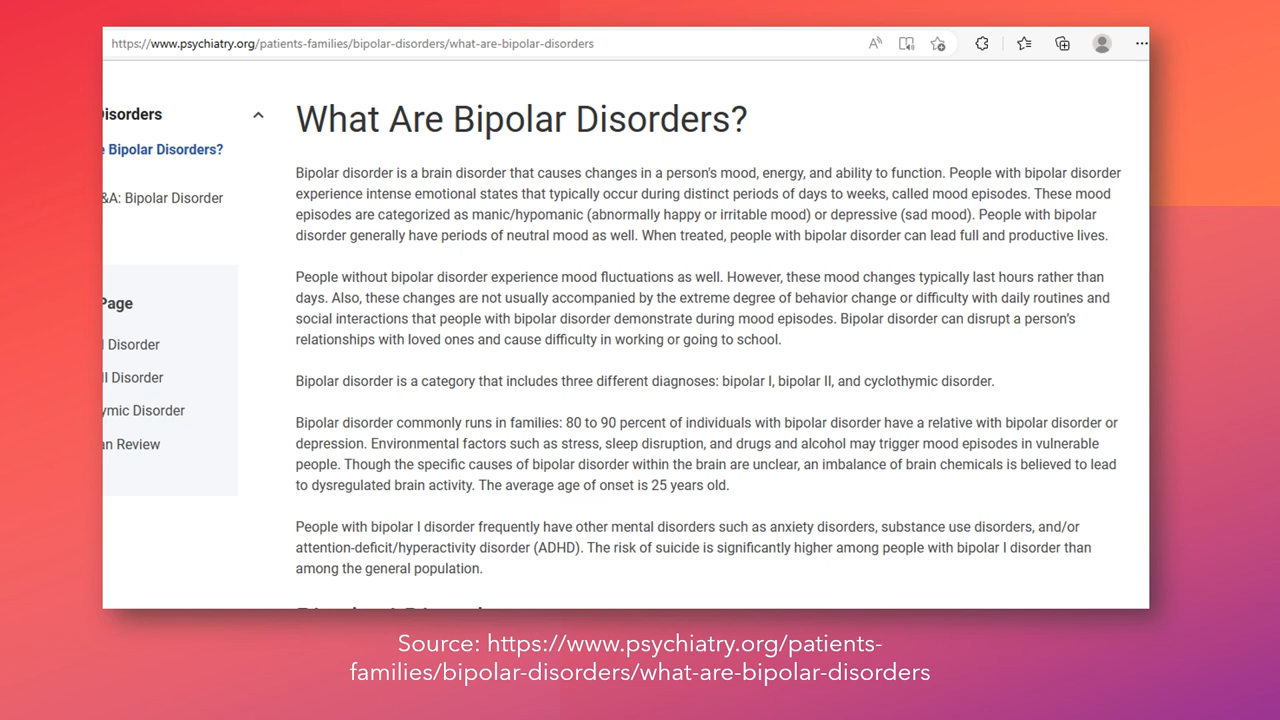 https://www.psychiatry.org/patients-families/bipolar-disorders/what-are-bipolar-disorders
Disorders
e Bipolar Disorders?
&A: Bipolar Disorder
Page
l Disorder
ll Disorder
ymic Disorder
an Review
What Are Bipolar Disorders?
Bipolar disorder is a brain disorder that causes changes in a person's mood, energy, and ability to function. People with bipolar disorder
experience intense emotional states that typically occur during distinct periods of days to weeks, called mood episodes. These mood
episodes are categorized as manic/hypomanic (abnormally happy or irritable mood) or depressive (sad mood). People with bipolar
disorder generally have periods of neutral mood as well. When treated, people with bipolar disorder can lead full and productive lives.
People without bipolar disorder experience mood fluctuations as well. However, these mood changes typically last hours rather than
days. Also, these changes are not usually accompanied by the extreme degree of behavior change or difficulty with daily routines and
social interactions that people with bipolar disorder demonstrate during mood episodes. Bipolar disorder can disrupt a person's
relationships with loved ones and cause difficulty in working or going to school.
Bipolar disorder is a category that includes three different diagnoses: bipolar I, bipolar II, and cyclothymic disorder.
Bipolar disorder commonly runs in families: 80 to 90 percent of individuals with bipolar disorder have a relative with bipolar disorder or
depression. Environmental factors such as stress, sleep disruption, and drugs and alcohol may trigger mood episodes in vulnerable
people. Though the specific causes of bipolar disorder within the brain are unclear, an imbalance of brain chemicals is believed to lead
to dysregulated brain activity. The average age of onset is 25 years old.
People with bipolar I disorder frequently have other mental disorders such as anxiety disorders, substance use disorders, and/or
attention-deficit/hyperactivity disorder (ADHD). The risk of suicide is significantly higher among people with bipolar I disorder than
among the general population.
Source: https://www.psychiatry.org/patients-
families/bipolar-disorders/what-are-bipolar-disorders